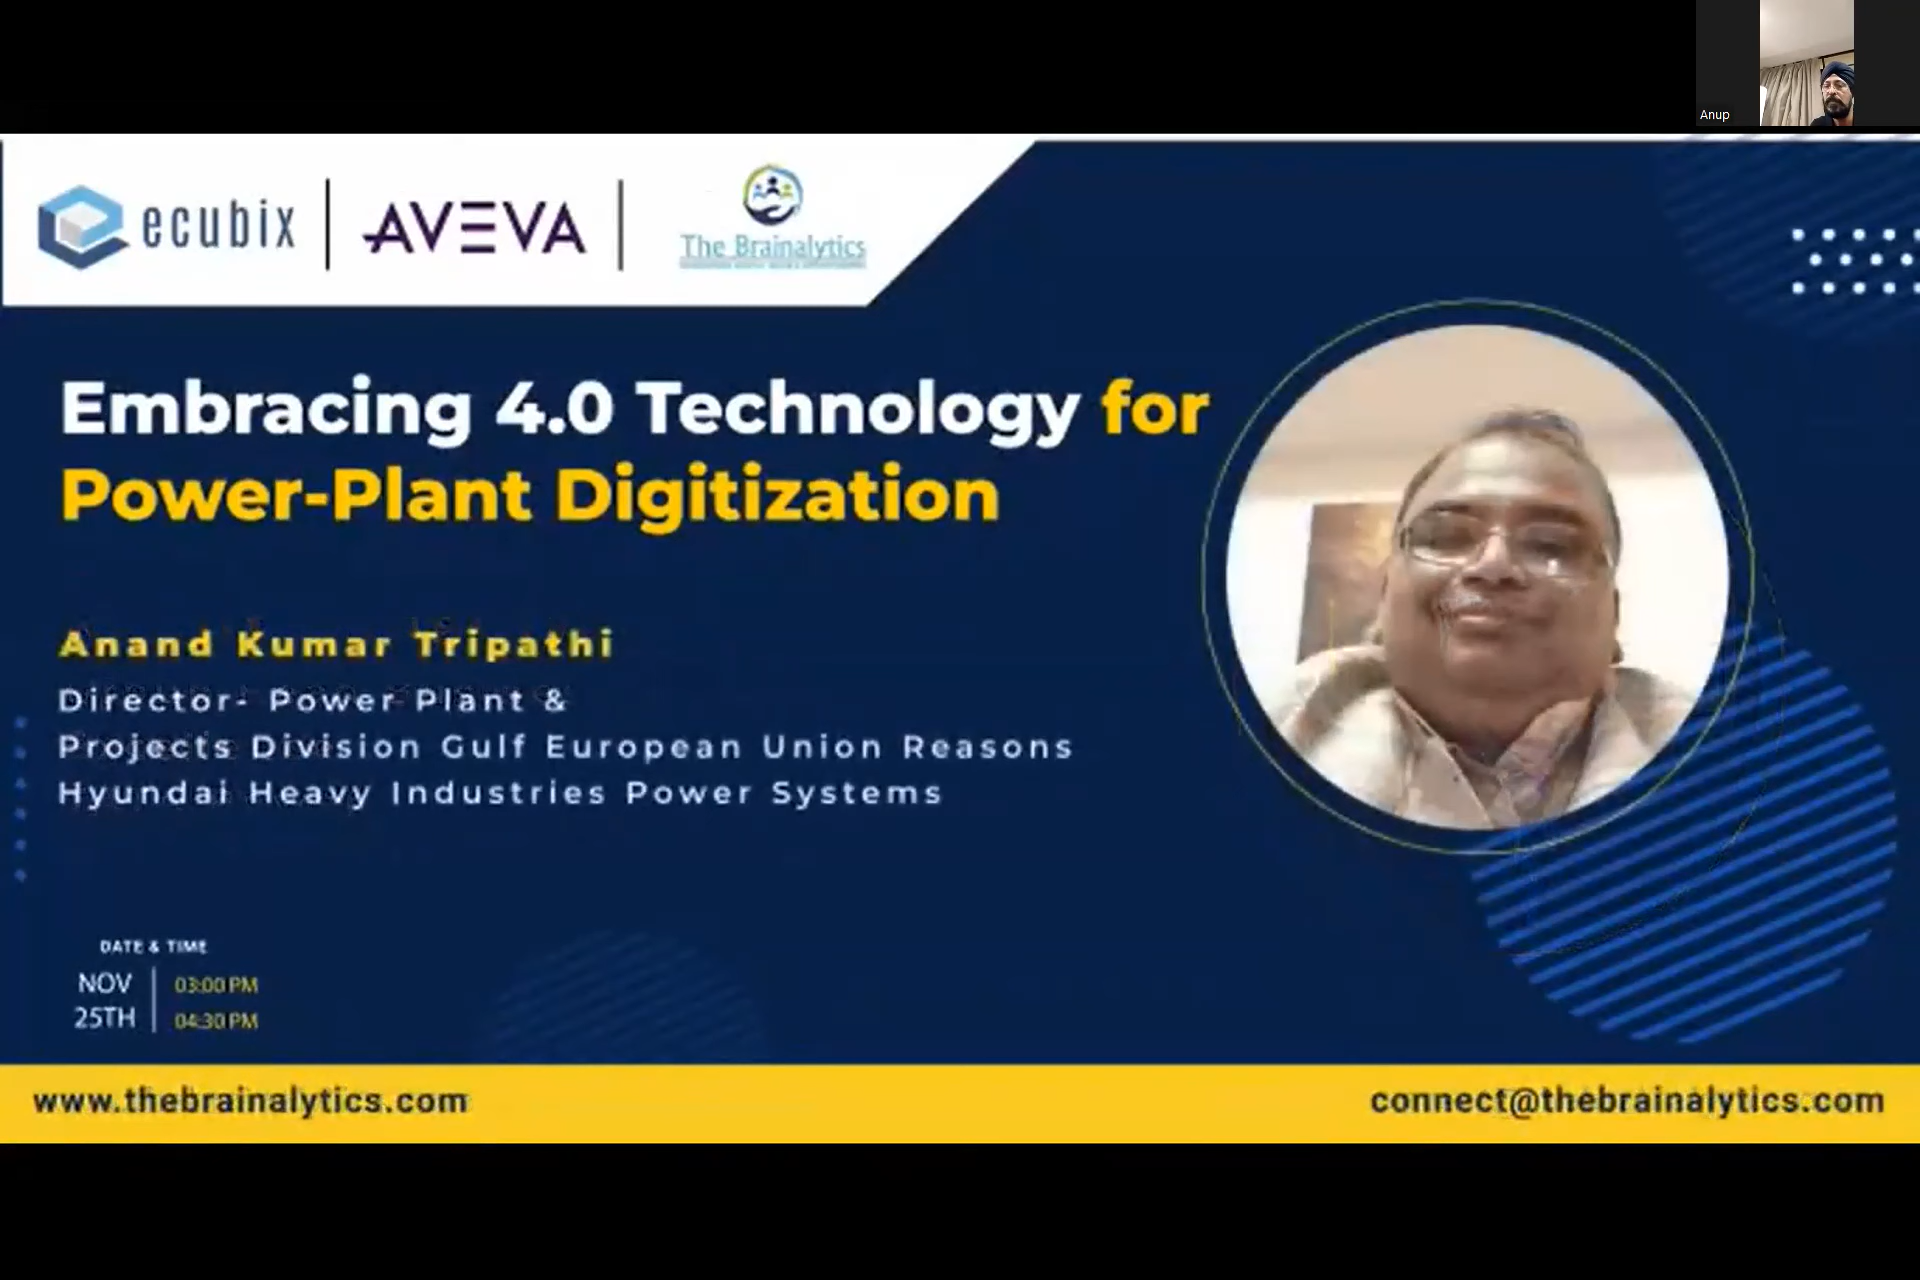 Anup
ecubix
AVEVA
The Brainalytics
Embracing 4.0 Technology for
Power-Plant Digitization
Anand Kumar Tripathi
Director- Power Plant &
Projects Division Gulf European Union Reasons
Hyundai Heavy Industries Power Systems
DATE & TIME
NOV 03:00 PM
25TH 04:30 PM
www.thebrainalytics.com
connect@thebrainalytics.com